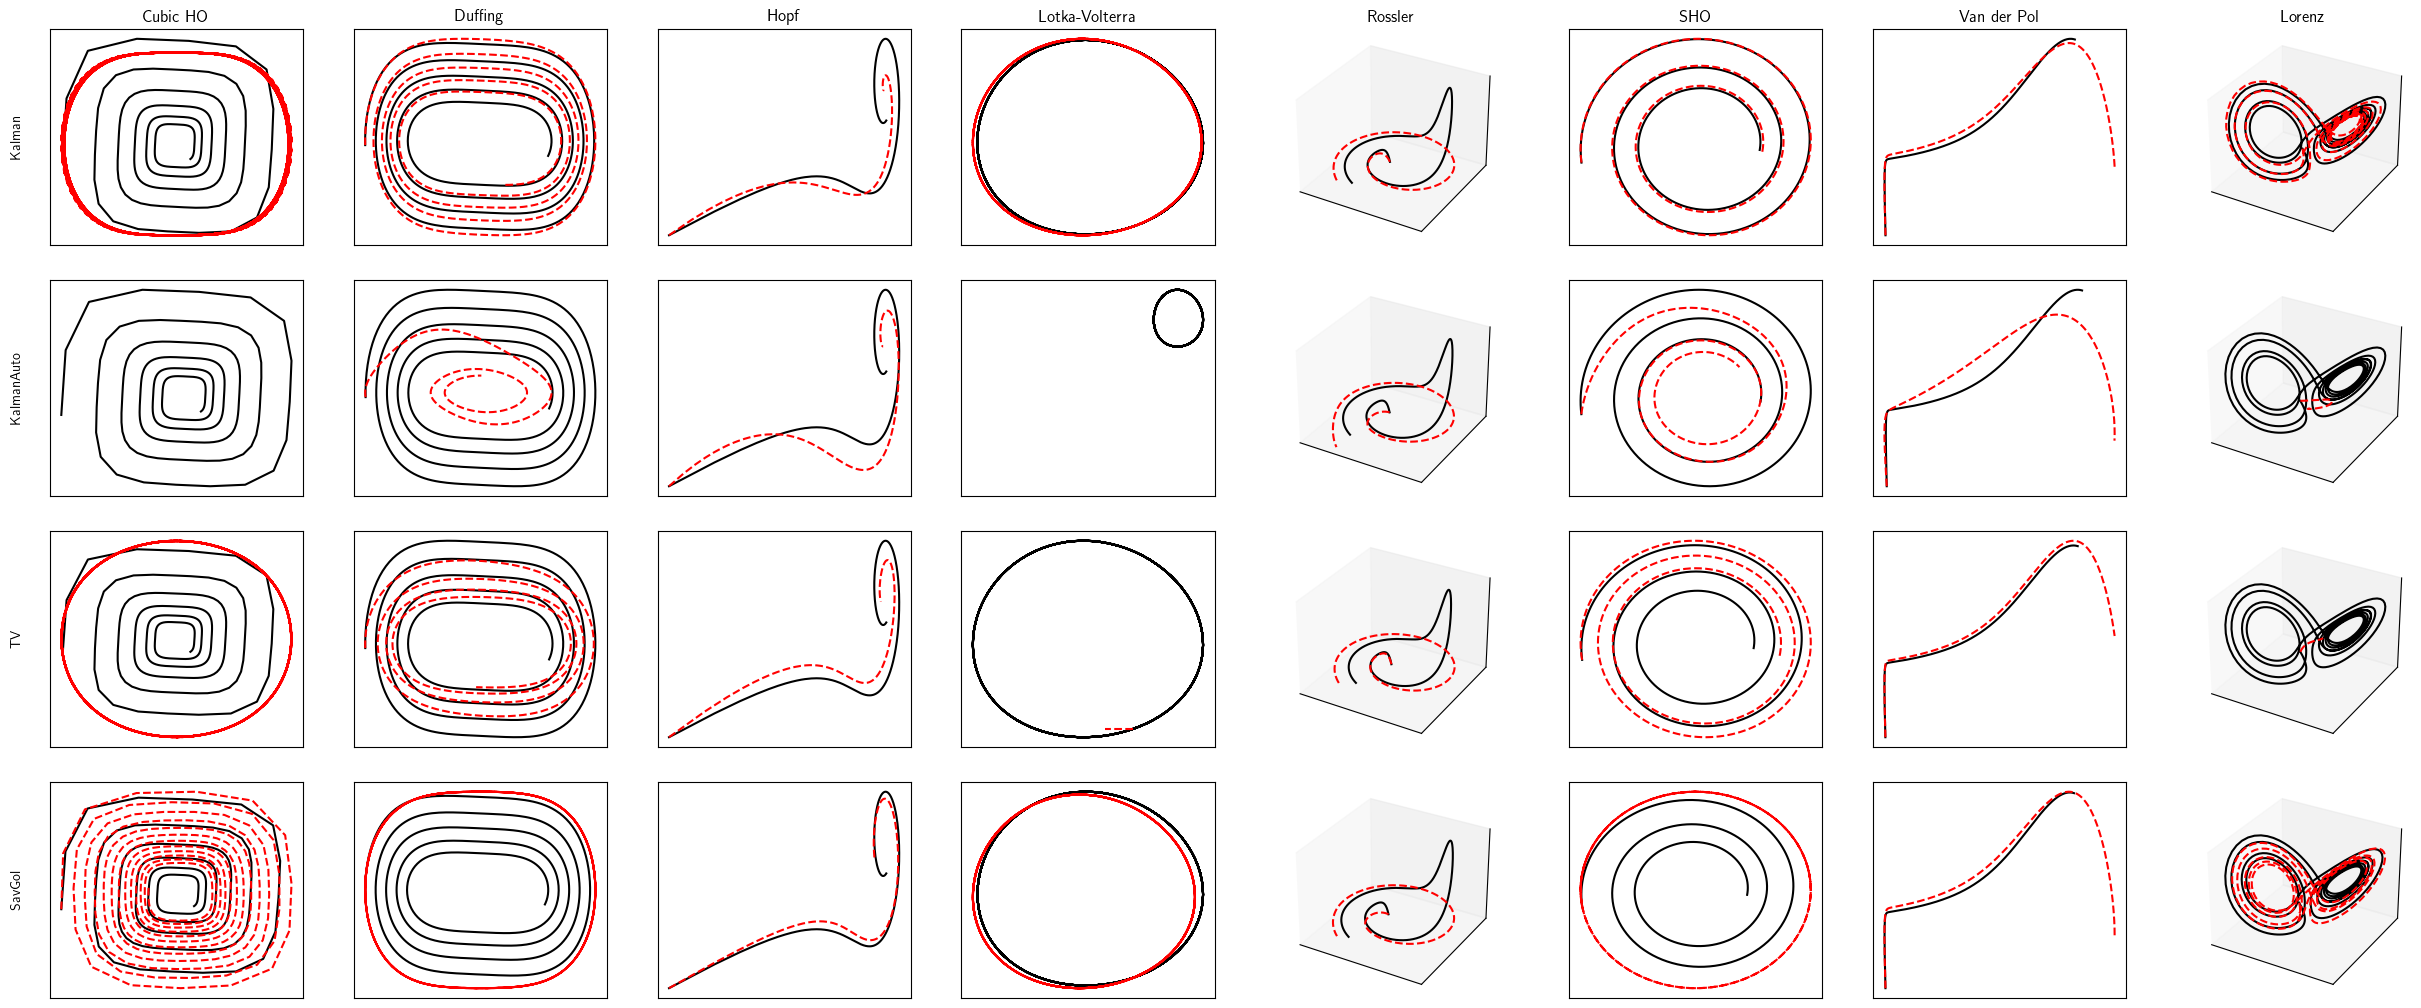 Cubic HO
Duffing
Hopf
Lotka-Volterra
Rossler
SHO
Van der Pol
Lorenz
Kalman
KalmanAuto
TV
SavGol